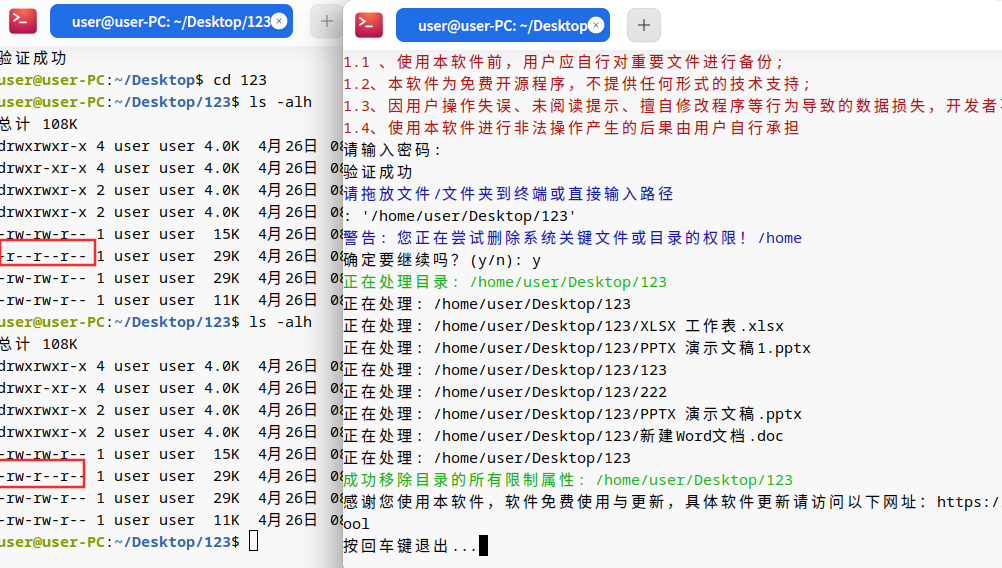 user@user-PC: ~/Desktop/123
验证成功
user@user-PC:~/Desktop$ cd 123
user@user-PC:~/Desktop/123$ ls -alh
总计 108K
drwxrwxr-x 4 user user 4.0K 4月26日
drwxr-xr-x 4 user user 4.0K 4月26日
drwxrwxr-x 2 user user 4.0K 4月26日
drwxrwxr-x 2 user user 4.0K 4月26日
-rw-rw-r-- 1 user user 15K 4月26日
-r--r--r-- 1 user user 29K 4月26日
-rw-rw-r-- 1 user user 29K 4月26日
-rw-rw-r-- 1 user user 11K 4月26日
user@user-PC:~/Desktop/123$ ls -alh
总计 108K
drwxrwxr-x 4 user user 4.0K 4月26日
drwxr-xr-x 4 user user 4.0K 4月26日
drwxrwxr-x 2 user user 4.0K 4月26日
drwxrwxr-x 2 user user 4.0K 4月26日
-rw-rw-r-- 1 user user 15K 4月26日
-rw-r--r-- 1 user user 29K 4月26日
-rw-rw-r-- 1 user user 29K 4月26日
-rw-rw-r-- 1 user user 11K 4月26日
user@user-PC:~/Desktop/123$
user@user-PC: ~/Desktop
1.1 、使用本软件前，用户应自行对重要文件进行备份;
1.2、本软件为免费开源程序，不提供任何形式的技术支持;
1.3、因用户操作失误、未阅读提示、擅自修改程序等行为导致的数据损失，开发者
1.4、使用本软件进行非法操作产生的后果由用户自行承担
请输入密码:
验证成功
请拖放文件/文件夹到终端或直接输入路径
: '/home/user/Desktop/123'
警告: 您正在尝试删除系统关键文件或目录的权限! /home
确定要继续吗? (y/n): y
正在处理目录: /home/user/Desktop/123
正在处理: /home/user/Desktop/123
正在处理: /home/user/Desktop/123/XLSX 工作表.xlsx
正在处理: /home/user/Desktop/123/PPTX 演示文稿1.pptx
正在处理: /home/user/Desktop/123/123
正在处理: /home/user/Desktop/123/222
正在处理: /home/user/Desktop/123/PPTX 演示文稿.pptx
正在处理: /home/user/Desktop/123/新建Word文档.doc
正在处理: /home/user/Desktop/123
成功移除目录的所有限制属性: /home/user/Desktop/123
感谢您使用本软件，软件免费使用与更新，具体软件更新请访问以下网址: https:/
ool
按回车键退出...